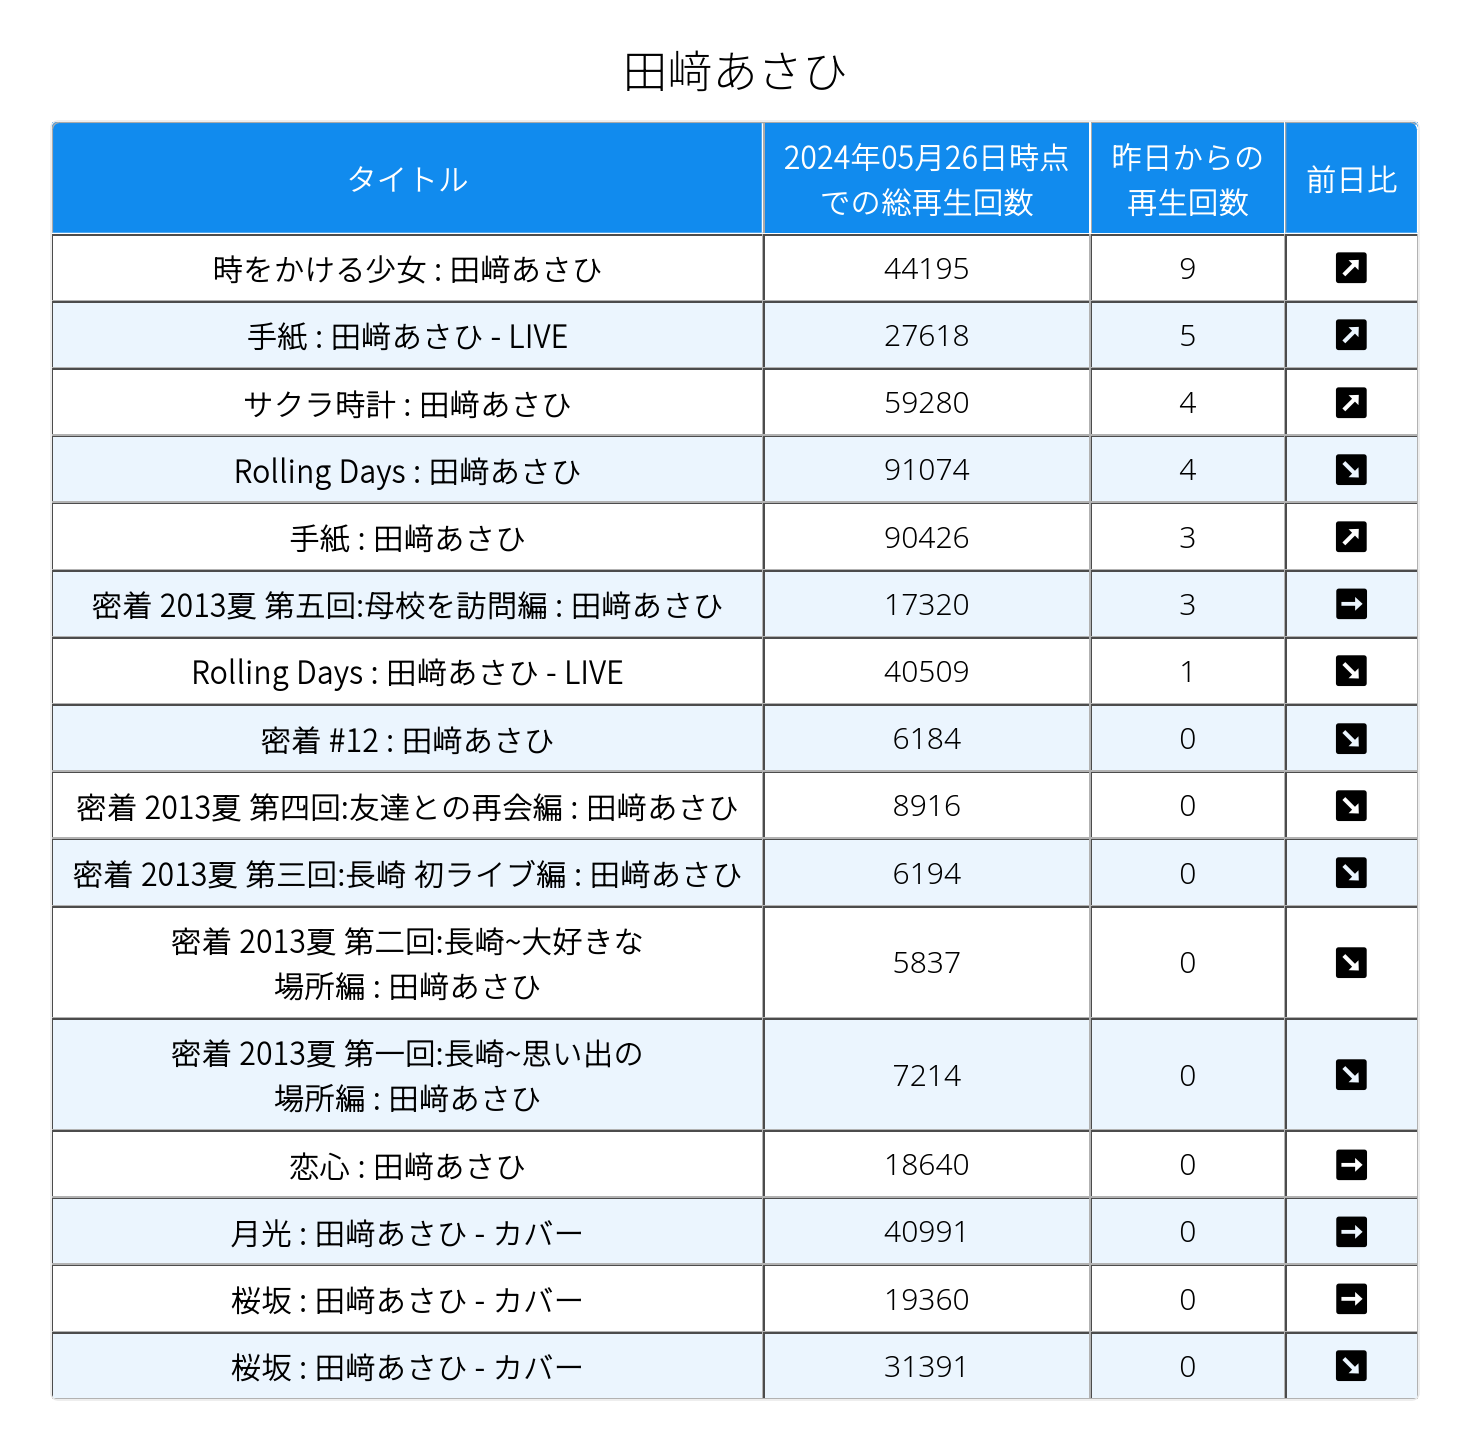 田﨑あさひ
タイトル
2024年05月26日時点
での総再生回数
昨日からの
再生回数
前日比
時をかける少女 : 田﨑あさひ
44195
9
手紙 : 田﨑あさひ - LIVE
27618
5
サクラ時計 : 田﨑あさひ
59280
4
Rolling Days : 田﨑あさひ
91074
4
手紙 : 田﨑あさひ
90426
3
密着 2013夏 第五回:母校を訪問編 : 田﨑あさひ
17320
3
Rolling Days : 田﨑あさひ - LIVE
40509
1
密着 #12 : 田﨑あさひ
6184
0
密着 2013夏 第四回:友達との再会編 : 田﨑あさひ
8916
0
密着 2013夏 第三回:長崎 初ライブ編 : 田﨑あさひ
6194
0
密着 2013夏 第二回:長崎~大好きな
場所編 : 田﨑あさひ
5837
0
密着 2013夏 第一回:長崎~思い出の
場所編 : 田﨑あさひ
7214
0
恋心 : 田﨑あさひ
18640
0
月光 : 田﨑あさひ - カバー
40991
0
桜坂 : 田﨑あさひ - カバー
19360
0
桜坂 : 田﨑あさひ - カバー
31391
0